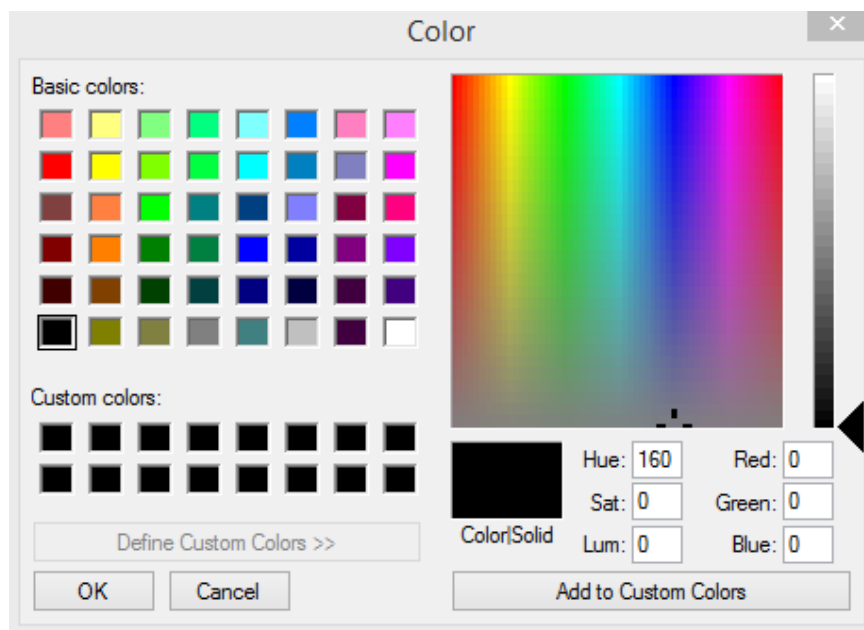 Color
Basic colors:
Custom colors:
Define Custom Colors >>
OK
Cancel
Color|Solid
Hue: 160
Sat: 0
Lum: 0
Red: 0
Green: 0
Blue: 0
Add to Custom Colors